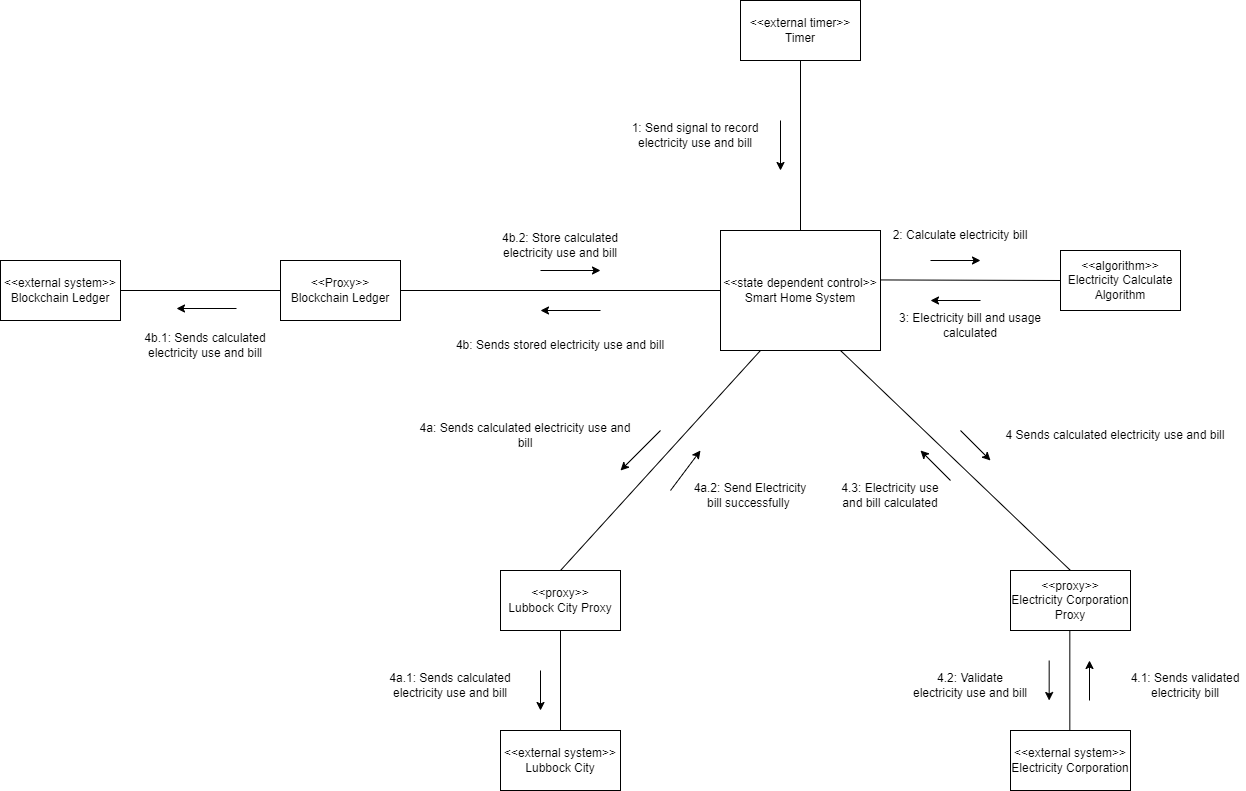 <<external timer>>
Timer
1: Send signal to record
electricity use and bill
4b.2: Store calculated
electricity use and bill
2: Calculate electricity bill
<<external system>>
Blockchain Ledger
<<Proxy>>
Blockchain Ledger
<<state dependent control>>
Smart Home System
<<algorithm>>
Electricity Calculate
Algorithm
4b.1: Sends calculated
electricity use and bill
4b: Sends stored electricity use and bill
3: Electricity bill and usage
calculated
4a: Sends calculated electricity use and
bill
4 Sends calculated electricity use and bill
4a.2: Send Electricity
bill successfully
4.3: Electricity use
and bill calculated
<<proxy>>
Lubbock City Proxy
<<proxy>>
Electricity Corporation
Proxy
4a.1: Sends calculated
electricity use and bill
4.2: Validate
electricity use and bill
4.1: Sends validated
electricity bill
<<external system>>
Lubbock City
<<external system>>
Electricity Corporation